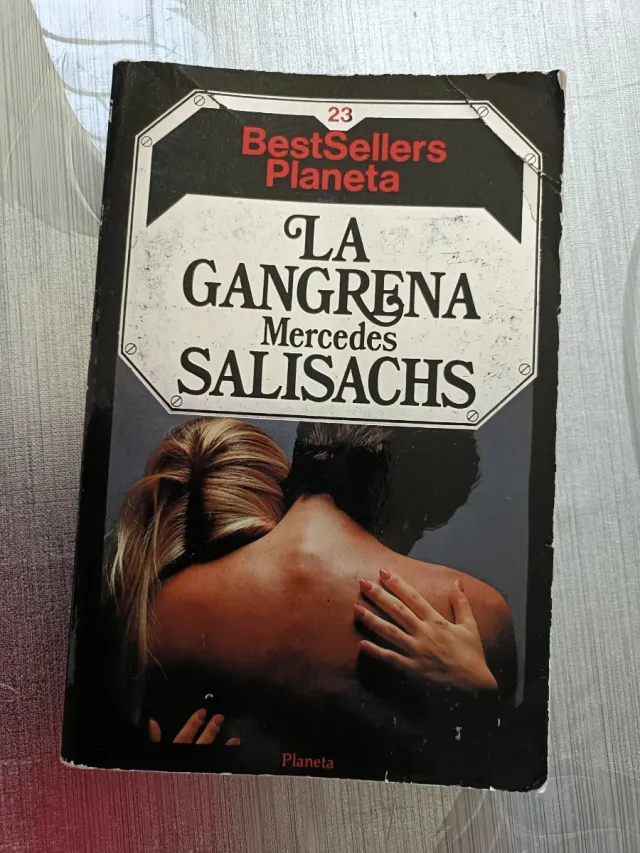 23
BestSellers
Planeta
LA
GANGRENA
Mercedes
SALISACHS
Planeta